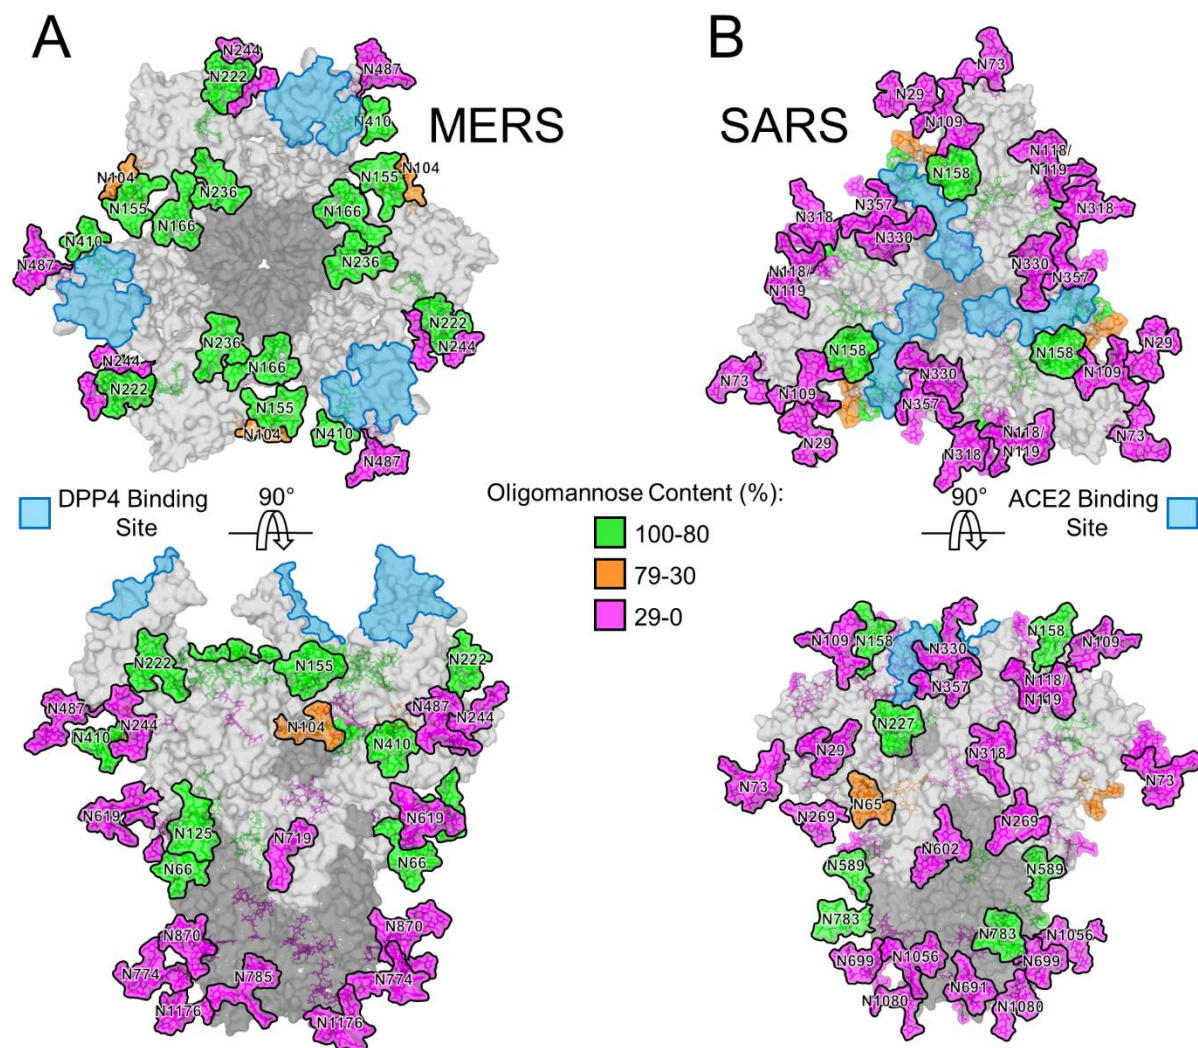 A
MERS
N244
N222
N487
N410
N104
N155
N236
N166
N155
N104
N166
N236
N410
N487
N222
N244
N236
N166
N244
N222
N155
N104
N410
N487
B
SARS
N73
N29
N109
N158
N118/
N119
N318
N357
N330
N318
N330
N357
N118/
N119
N158
N158
N29
N73
N109
N330
N357
N109
N29
N318
N118/
N119
N73
DPP4 Binding
Site
90°
Oligomannose Content (%):
100-80
79-30
29-0
90°
ACE2 Binding
Site
N222
N155
N222
N487
N244
N410
N104
N410
N487
N244
N619
N125
N719
N619
N66
N66
N870
N870
N774
N785
N774
N1176
N1176
N109
N158
N330
N158
N109
N357
N118/
N119
N227
N29
N318
N73
N73
N65
N269
N269
N602
N589
N589
N783
N783
N1056
N699
N1056
N699
N1080
N691
N1080